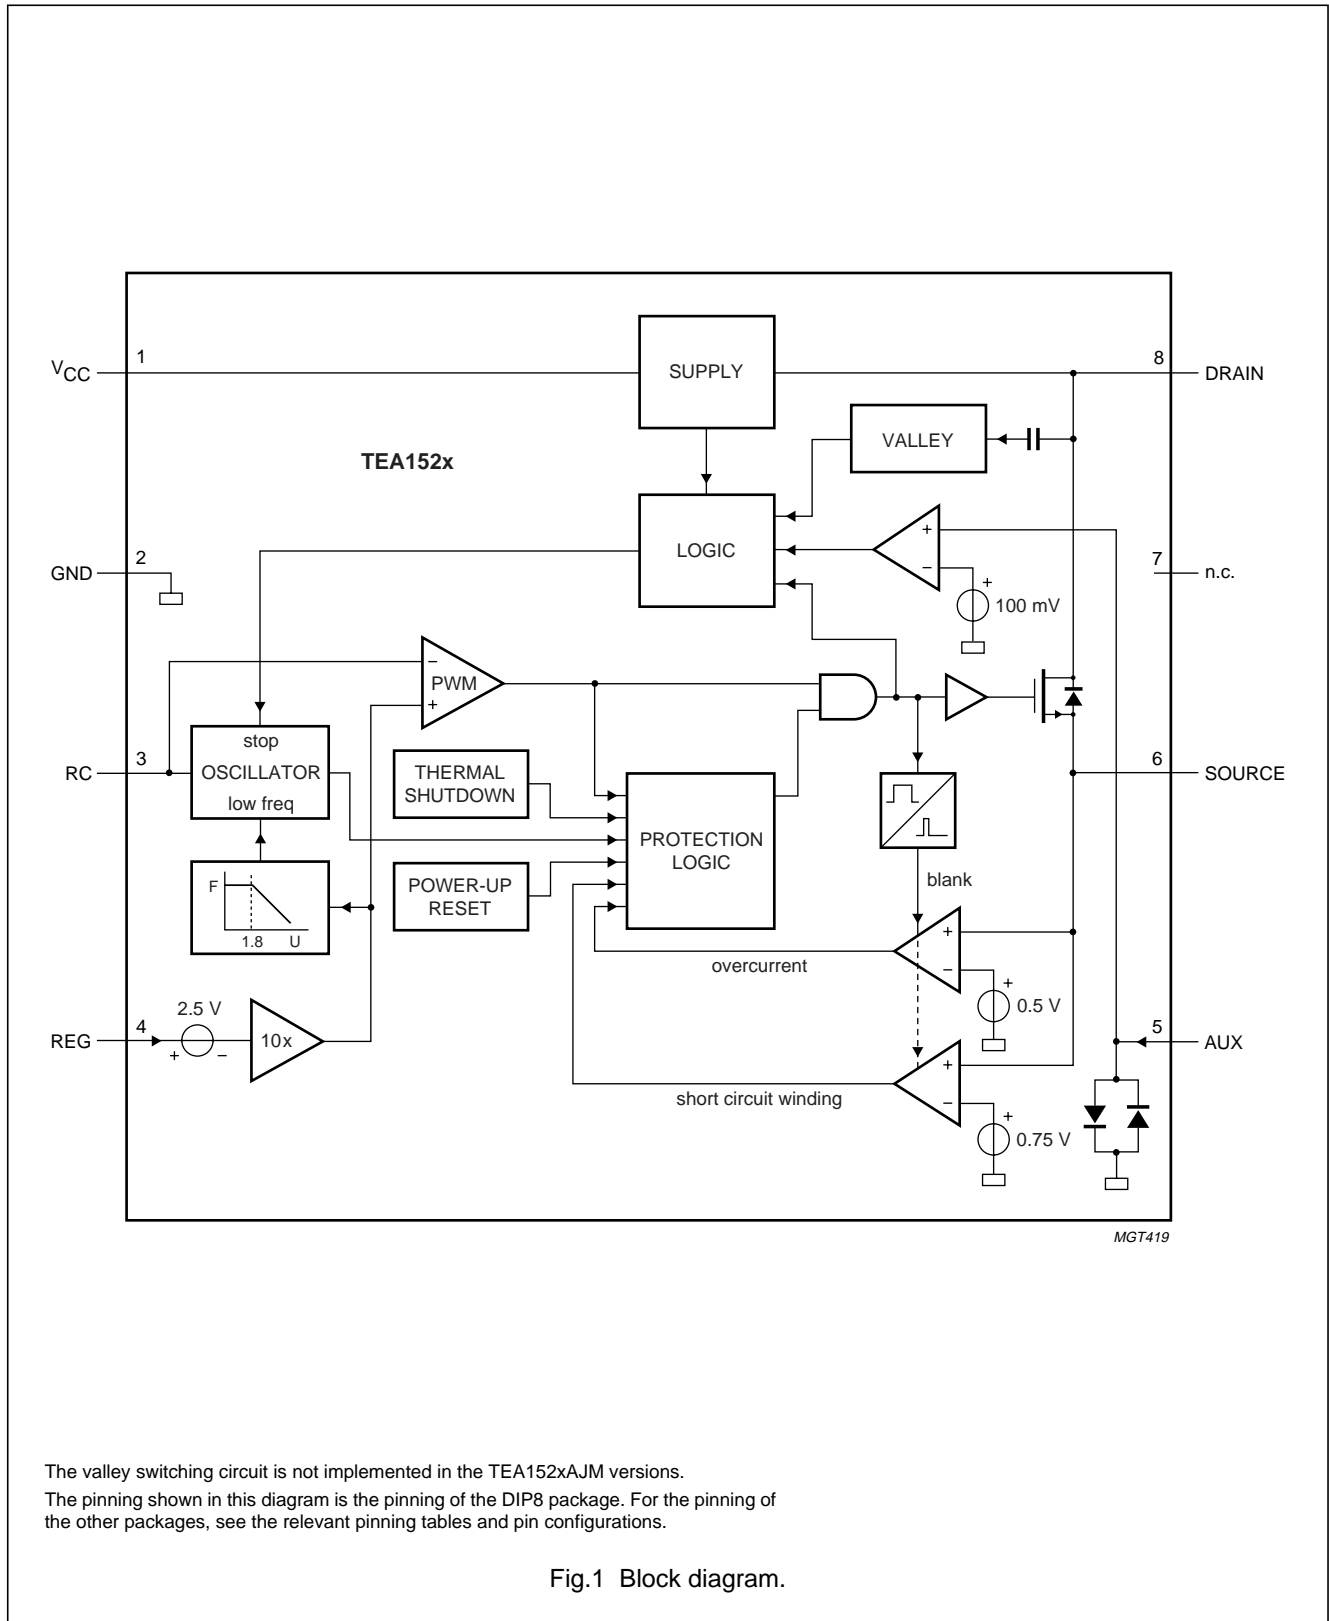 SUPPLY
1
VCC
8
DRAIN
VALLEY
TEA152x
LOGIC
+
−
+
100 mV
2
GND
7
n.c.
−
PWM
+
stop
OSCILLATOR
low freq
3
RC
THERMAL
SHUTDOWN
PROTECTION
LOGIC
6
SOURCE
POWER-UP
RESET
blank
F
1.8 U
+
−
+
0.5 V
overcurrent
2.5 V
4
REG
+ −
10x
5
AUX
+
−
+
0.75 V
short circuit winding
MGT419
The valley switching circuit is not implemented in the TEA152xAJM versions.
The pinning shown in this diagram is the pinning of the DIP8 package. For the pinning of
the other packages, see the relevant pinning tables and pin configurations.
Fig.1 Block diagram.